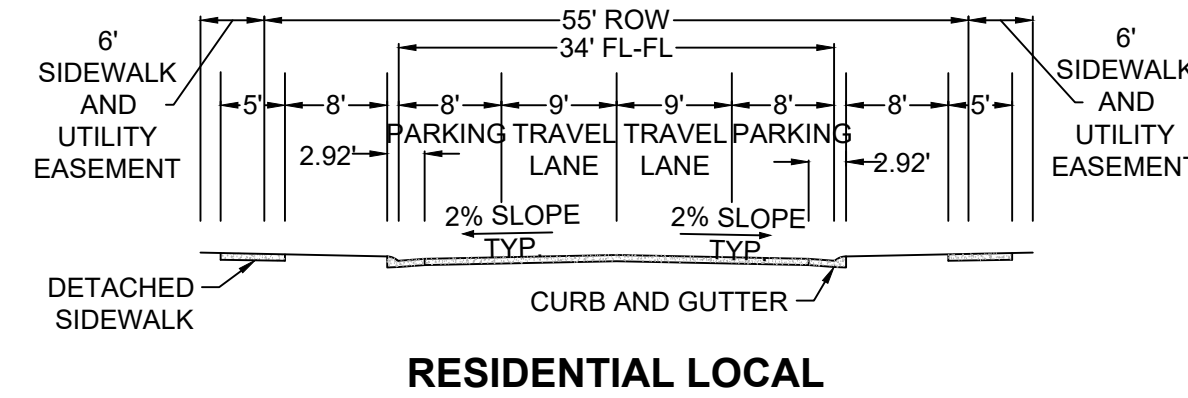 55' ROW
34' FL-FL
6'
SIDEWALK
AND
UTILITY
EASEMENT
6'
SIDEWALK
AND
UTILITY
EASEMENT
5' 8' 8' 9' 9' 8' 8' 5'
PARKING TRAVEL LANE TRAVEL LANE PARKING
2.92' 2.92'
2% SLOPE
TYP.
2% SLOPE
TYP.
DETACHED
SIDEWALK
CURB AND GUTTER
RESIDENTIAL LOCAL